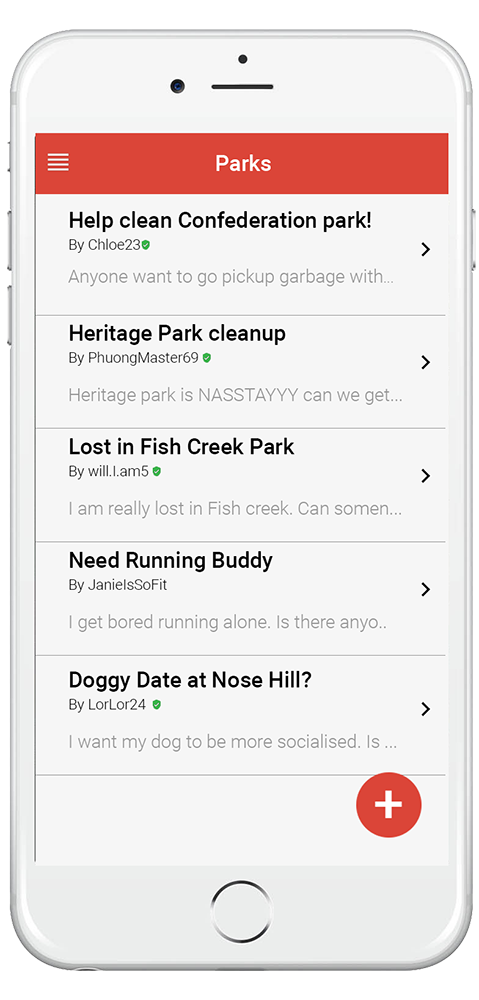 Parks
Help clean Confederation park!
By Chloe23
Anyone want to go pickup garbage with...
Heritage Park cleanup
By PhuongMaster69
Heritage park is NASSTAYYY can we get...
Lost in Fish Creek Park
By will.I.am5
I am really lost in Fish creek. Can somen...
Need Running Buddy
By JanieIsSoFit
I get bored running alone. Is there anyo..
Doggy Date at Nose Hill?
By LorLor24
I want my dog to be more socialised. Is ...